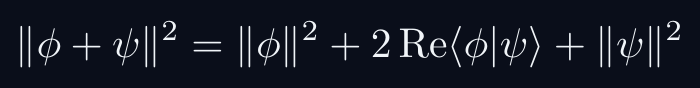 ‖ϕ + ψ‖² = ‖ϕ‖² + 2 Re⟨ϕ|ψ⟩ + ‖ψ‖²